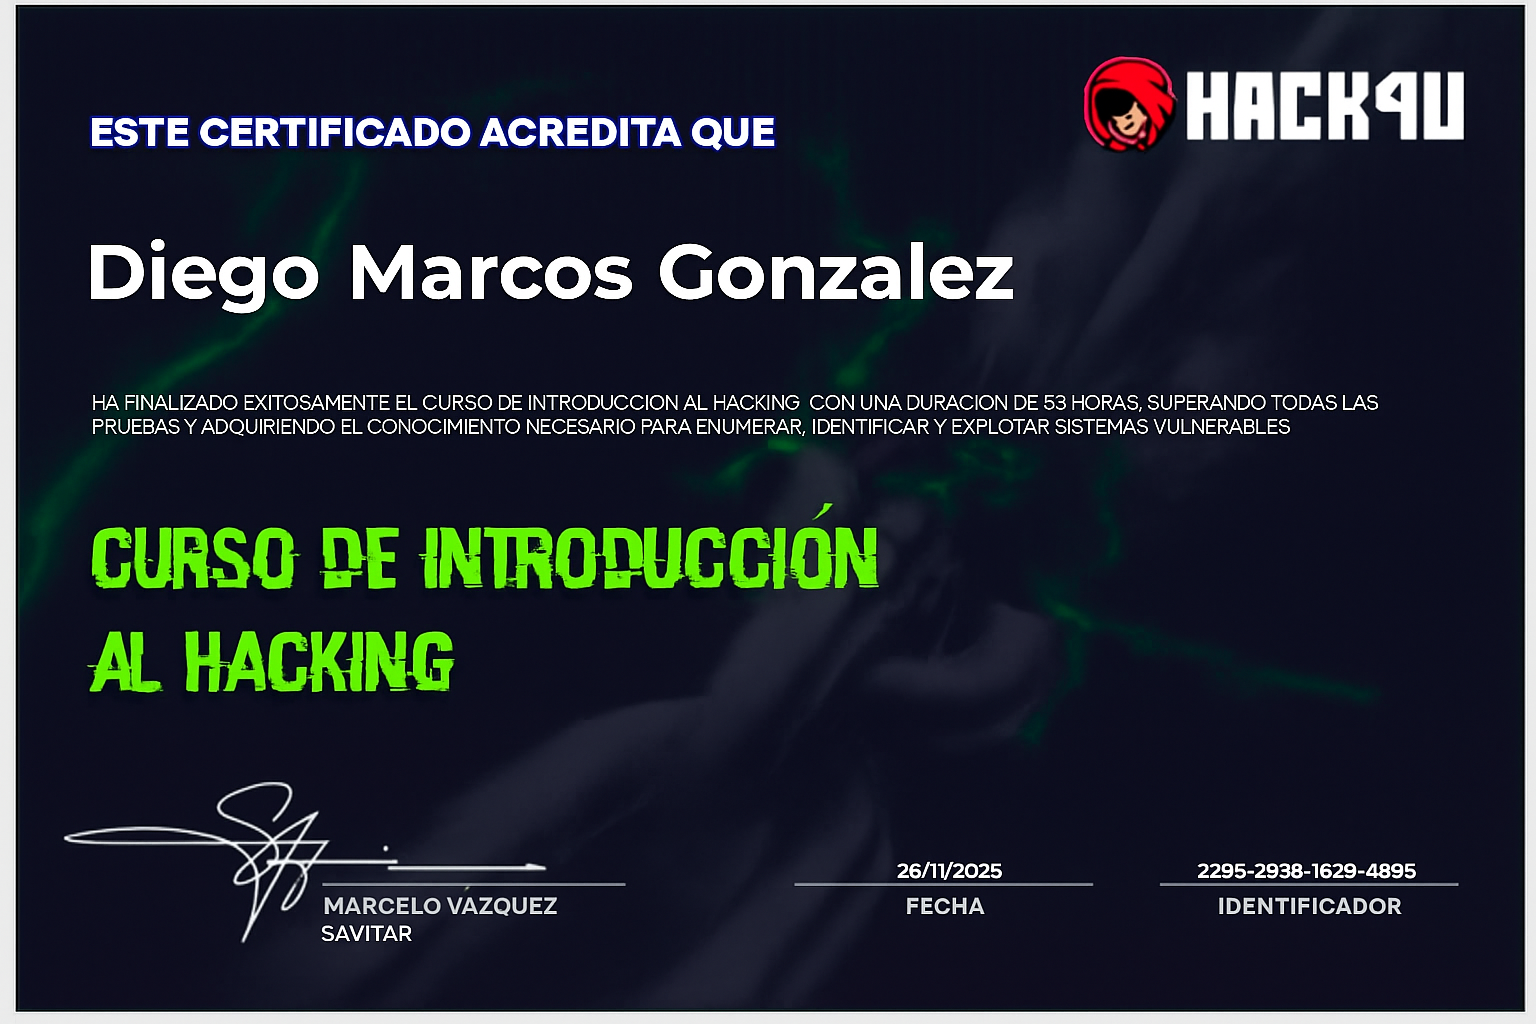 HACK4U
ESTE CERTIFICADO ACREDITA QUE
Diego Marcos Gonzalez
HA FINALIZADO EXITOSAMENTE EL CURSO DE INTRODUCCION AL HACKING CON UNA DURACION DE 53 HORAS, SUPERANDO TODAS LAS
PRUEBAS Y ADQUIRIENDO EL CONOCIMIENTO NECESARIO PARA ENUMERAR, IDENTIFICAR Y EXPLOTAR SISTEMAS VULNERABLES
CURSO DE INTRODUCCIÓN
AL HACKING
26/11/2025
2295-2938-1629-4895
MARCELO VÁZQUEZ
FECHA
IDENTIFICADOR
SAVITAR